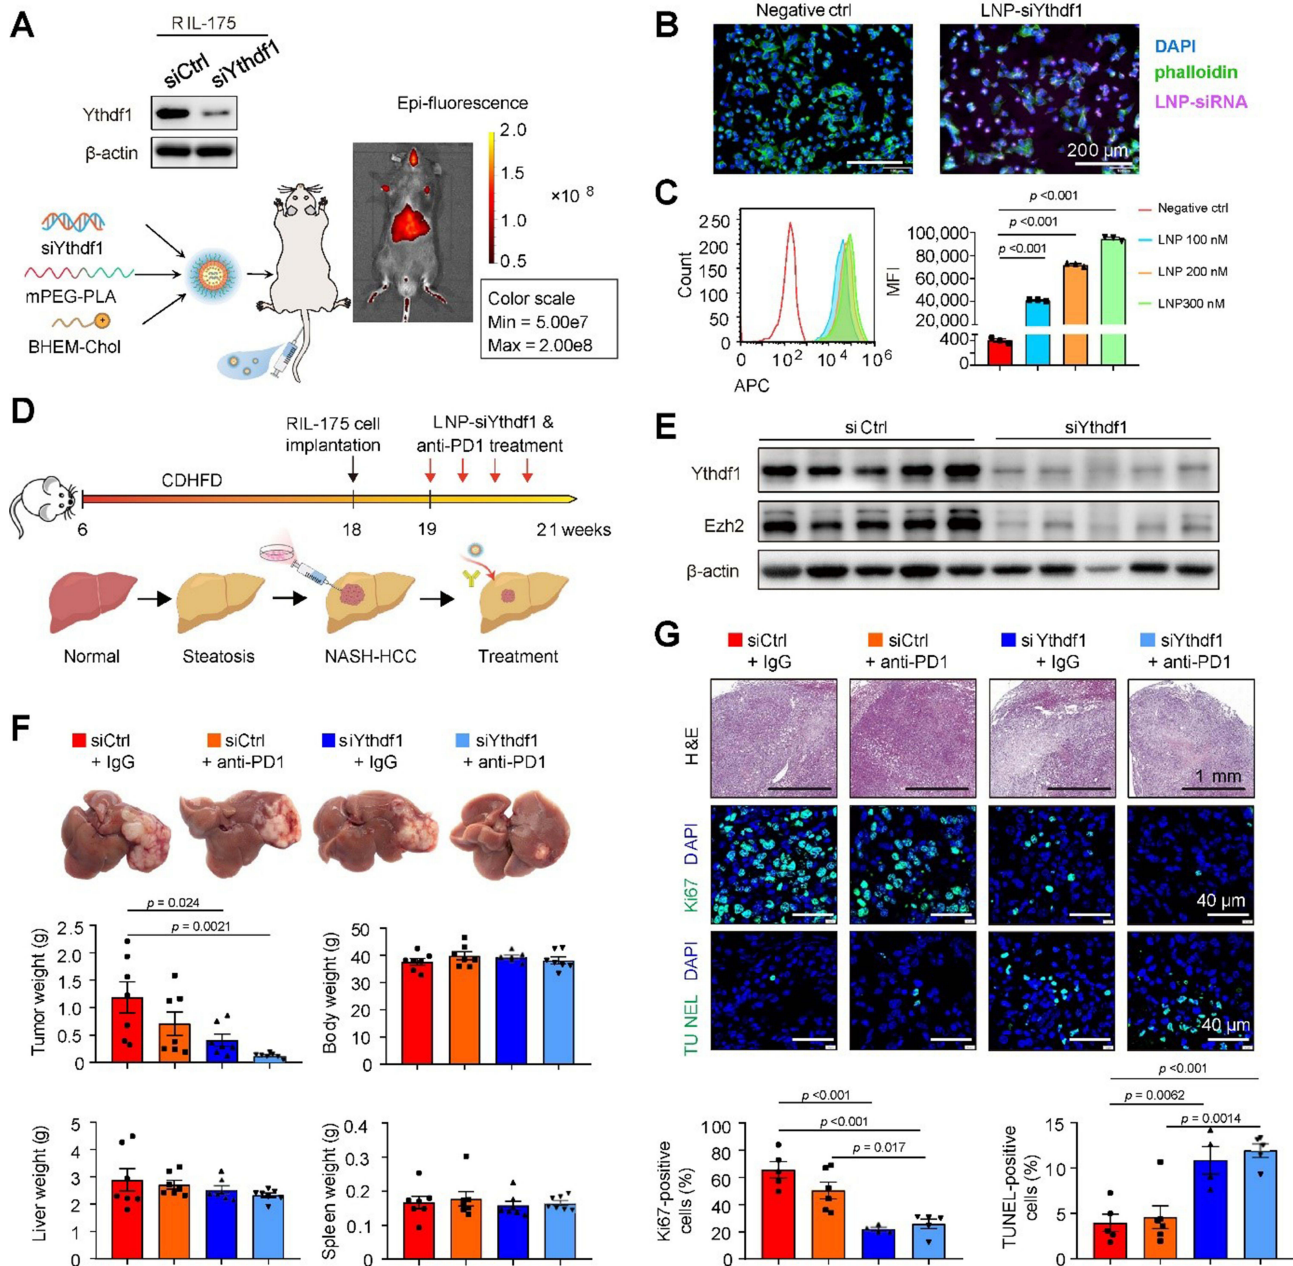 A
RIL-175
siCtrl
siYthdf1
Ythdf1
β-actin
siYthdf1
mPEG-PLA
BHEM-Chol
Epi-fluorescence
2.0
1.5
1.0
0.5
×10 8
Color scale
Min = 5.00e7
Max = 2.00e8
B
Negative ctrl
LNP-siYthdf1
DAPI
phalloidin
LNP-siRNA
200 µm
C
Count
250
200
150
100
50
0
0
10 2
10 4
10 6
APC
MFI
100,000
80,000
60,000
40,000
20,000
400
0
p <0.001
p <0.001
p <0.001
Negative ctrl
LNP 100 nM
LNP 200 nM
LNP300 nM
D
RIL-175 cell
implantation
LNP-siYthdf1 &
anti-PD1 treatment
CDHFD
6
18
19
21 weeks
Normal
Steatosis
NASH-HCC
Treatment
E
si Ctrl
siYthdf1
Ythdf1
Ezh2
β-actin
F
siCtrl
+ IgG
siCtrl
+ anti-PD1
siYthdf1
+ IgG
siYthdf1
+ anti-PD1
Tumor weight (g)
2.5
2.0
1.5
1.0
0.5
0
p = 0.024
p = 0.0021
Body weight (g)
50
40
30
20
10
0
Liver weight (g)
5
4
3
2
1
0
Spleen weight (g)
0.4
0.3
0.2
0.1
0
G
siCtrl
+ IgG
siCtrl
+ anti-PD1
si Ythdf1
+ IgG
siYthdf1
+ anti-PD1
H&E
1 mm
Ki67 DAPI
40 µm
TU NEL DAPI
40 µm
Ki67-positive
cells (%)
100
80
60
40
20
0
p <0.001
p <0.001
p = 0.017
TUNEL-positive
cells (%)
15
10
5
0
p <0.001
p = 0.0062
p = 0.0014